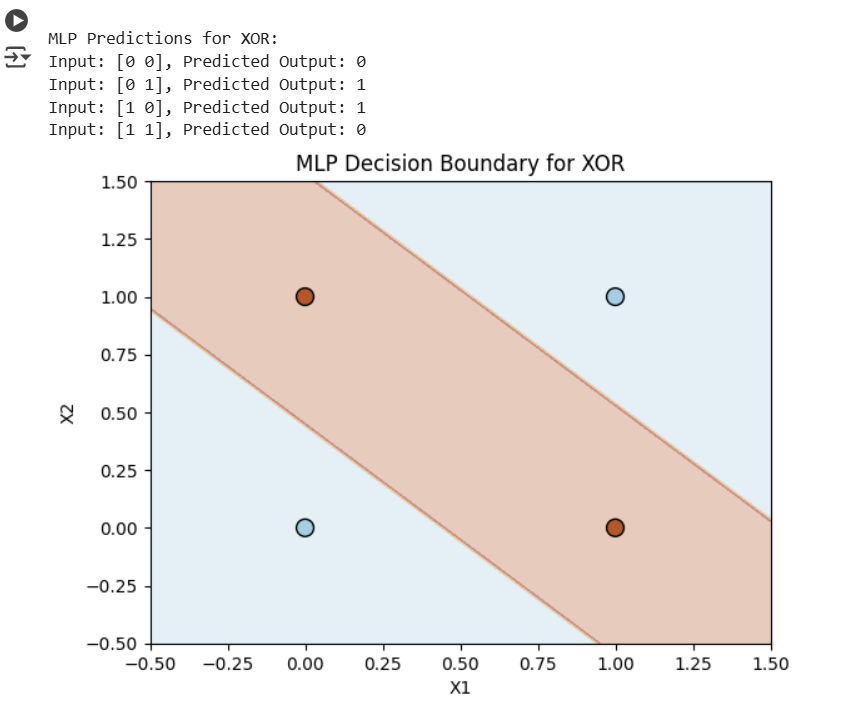 MLP Predictions for XOR:
Input: [0 0], Predicted Output: 0
Input: [0 1], Predicted Output: 1
Input: [1 0], Predicted Output: 1
Input: [1 1], Predicted Output: 0
MLP Decision Boundary for XOR
1.50
1.25
1.00
0.75
0.50
0.25
0.00
−0.25
−0.50
X2
−0.50 −0.25 0.00 0.25 0.50 0.75 1.00 1.25 1.50
X1